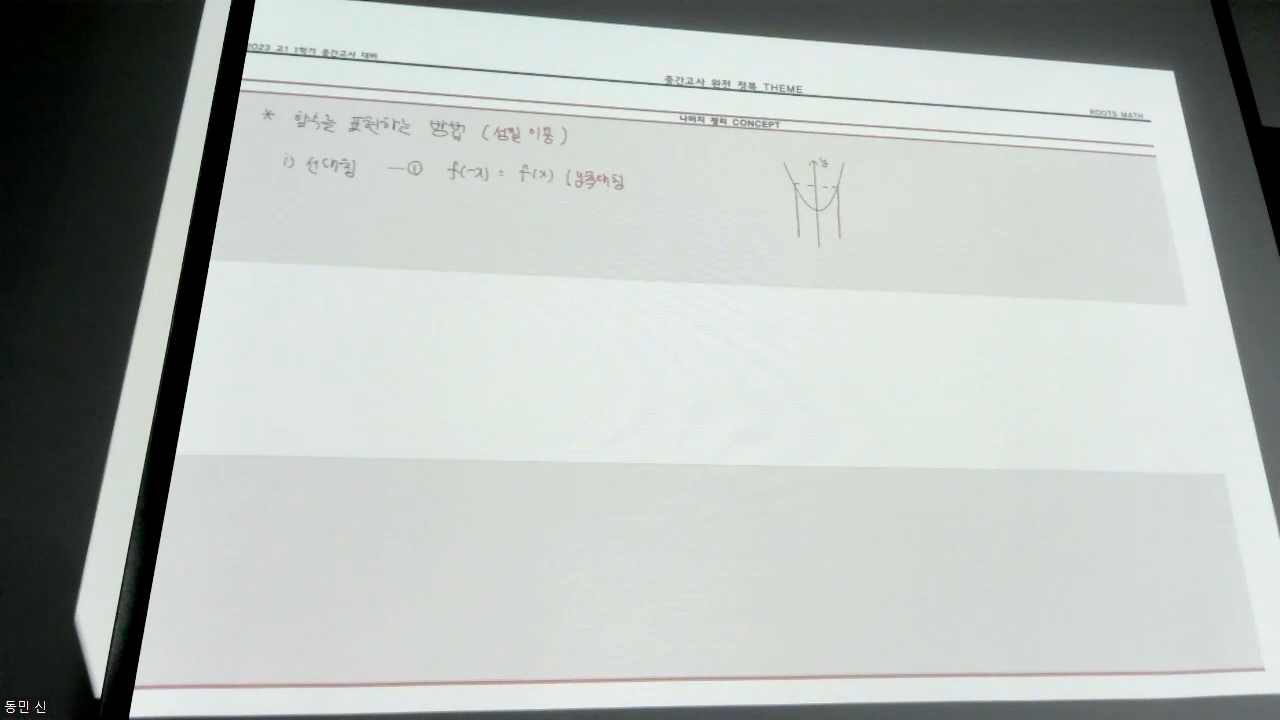 2023 고1 1학기 중간고사 대비
중간고사 완전 정복 THEME
ROOTS MATH
나머지 정리 CONCEPT
* 함수를 표현하는 방법 (성질 이용)
i) 선대칭 —① f(-x) = f(x) (y축대칭
y
동민 신